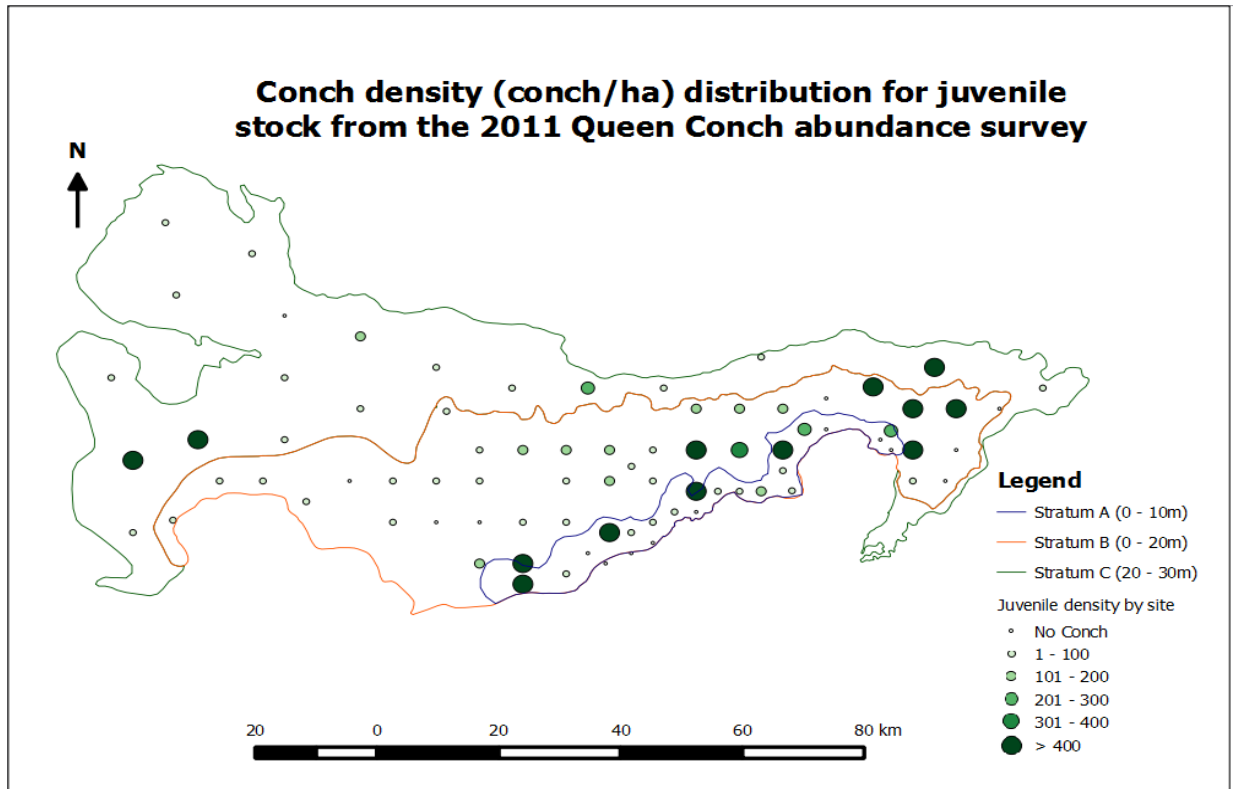 Conch density (conch/ha) distribution for juvenile
stock from the 2011 Queen Conch abundance survey
N
Legend
Stratum A (0 - 10m)
Stratum B (0 - 20m)
Stratum C (20 - 30m)
Juvenile density by site
No Conch
1 - 100
101 - 200
201 - 300
301 - 400
> 400
20 0 20 40 60 80 km